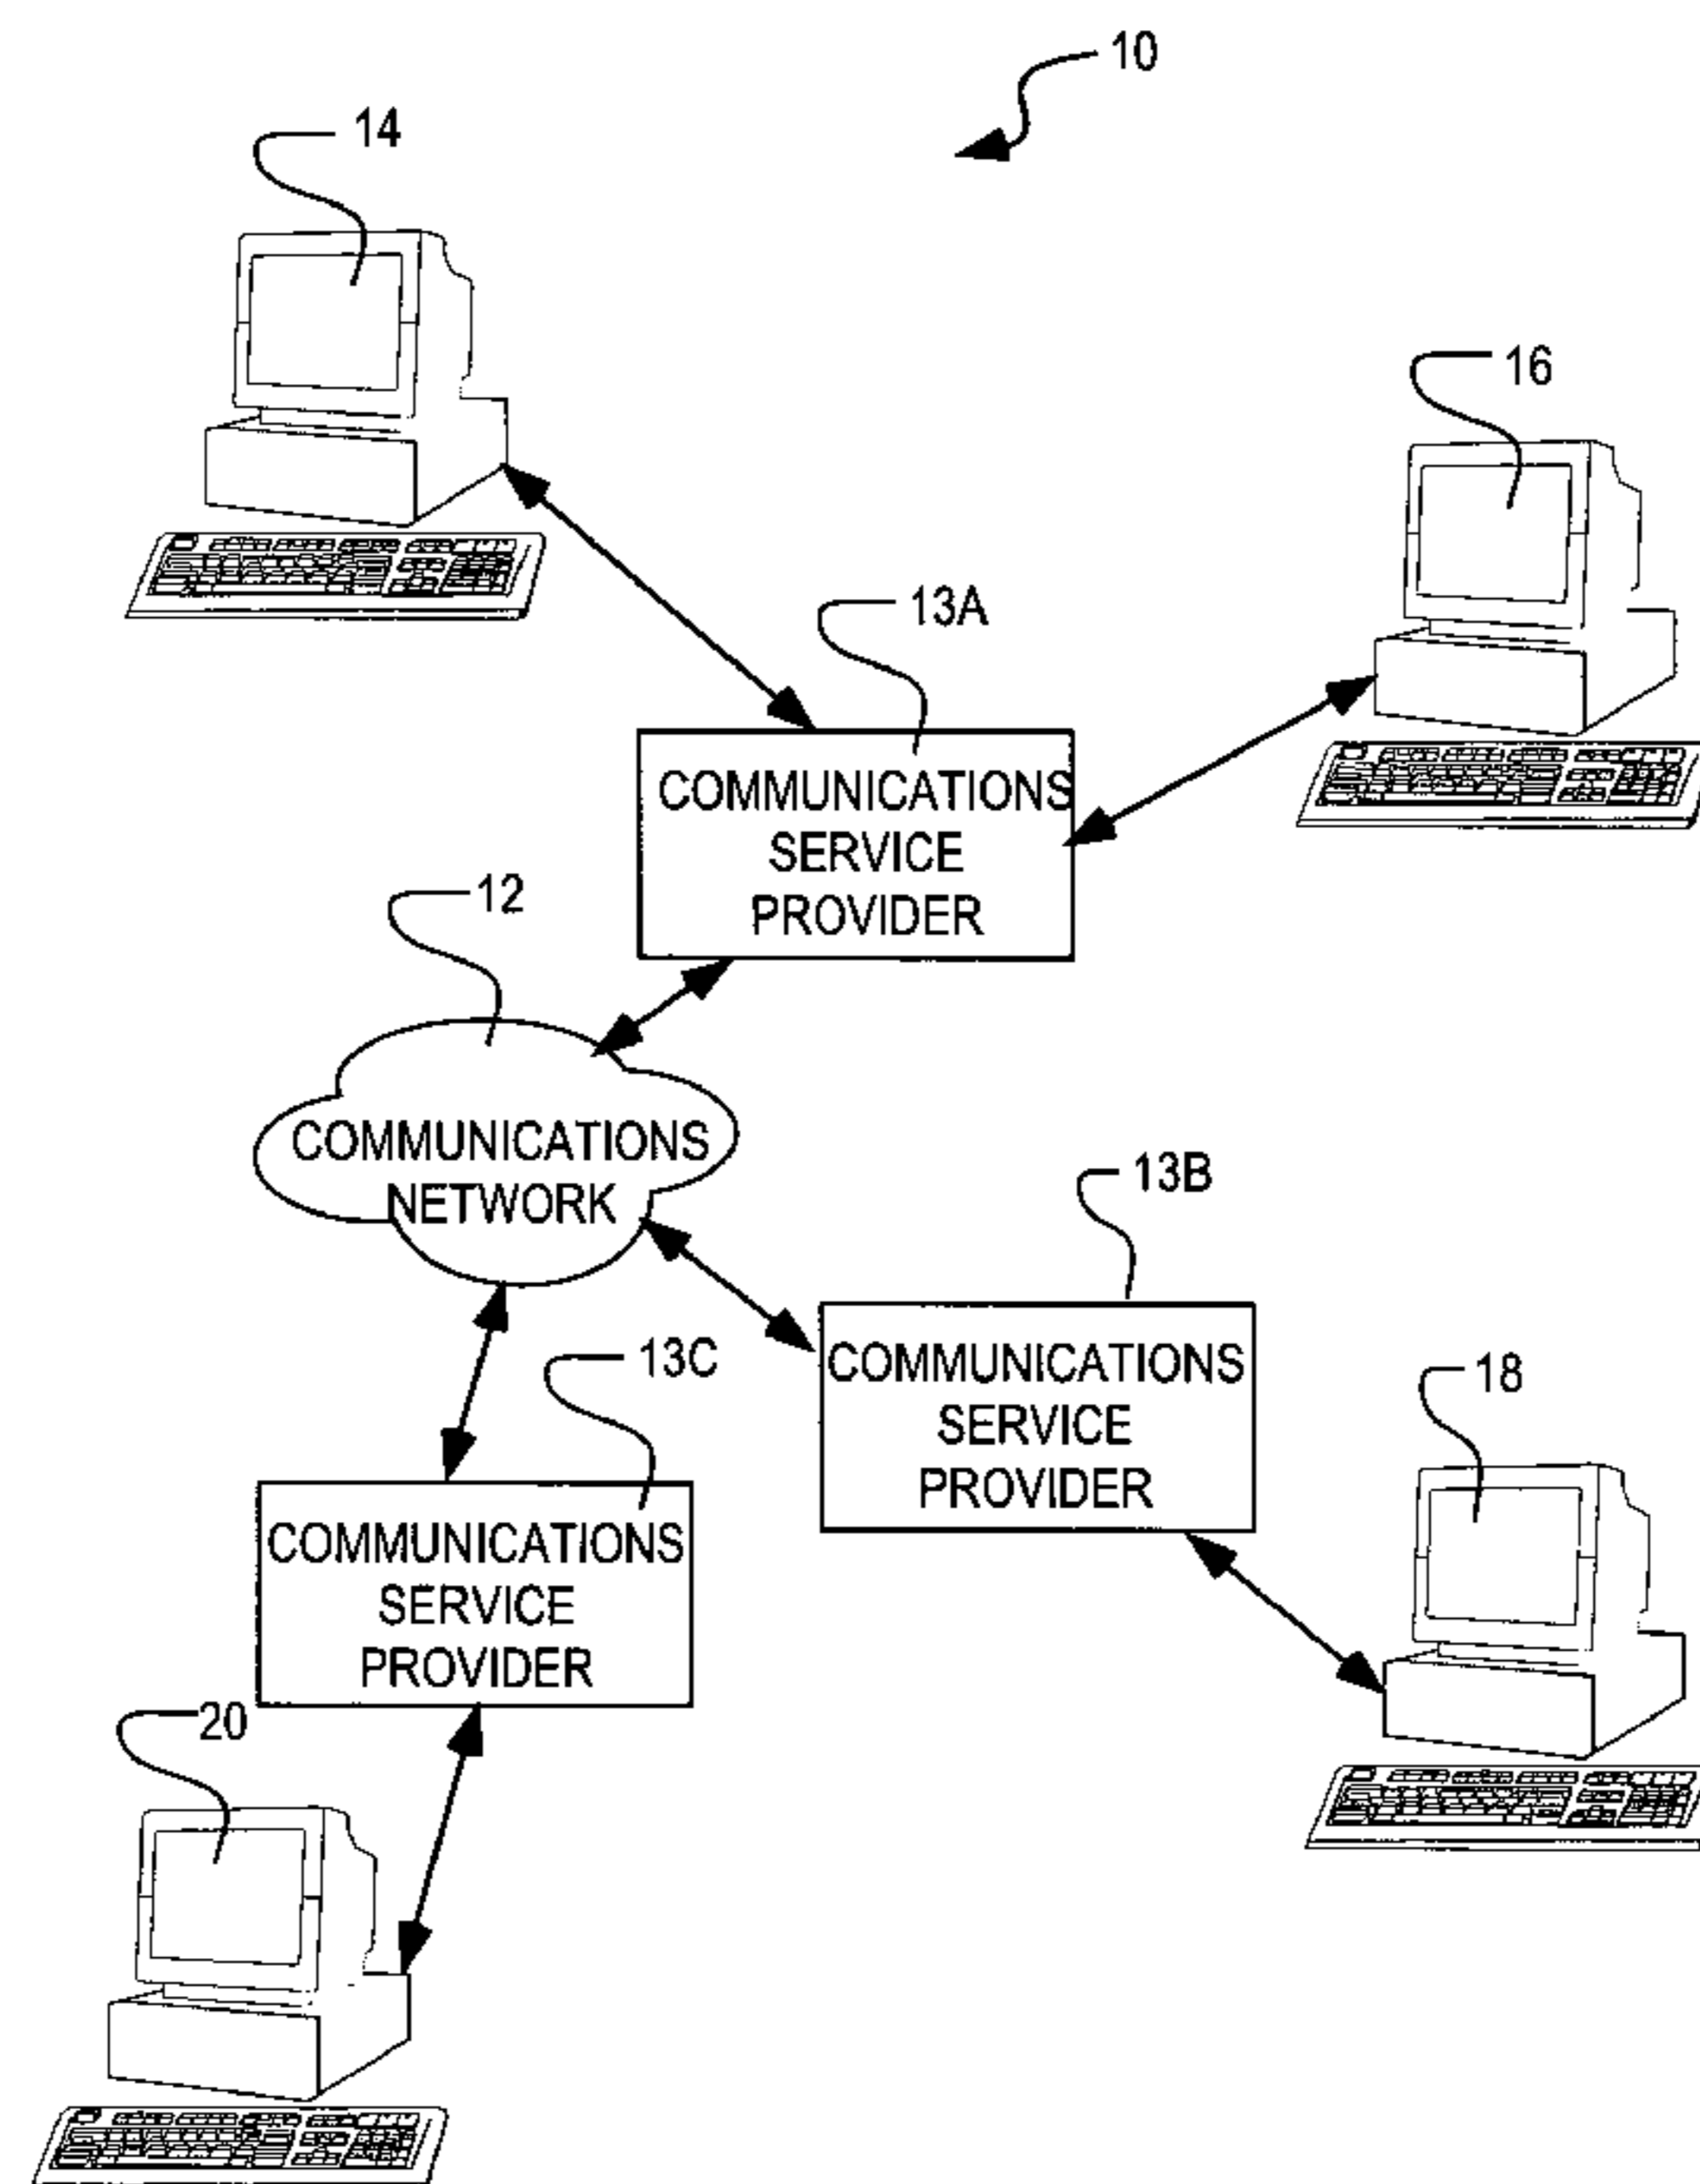 10
14
16
13A
COMMUNICATIONS
SERVICE
PROVIDER
12
COMMUNICATIONS
NETWORK
13B
COMMUNICATIONS
SERVICE
PROVIDER
13C
COMMUNICATIONS
SERVICE
PROVIDER
18
20